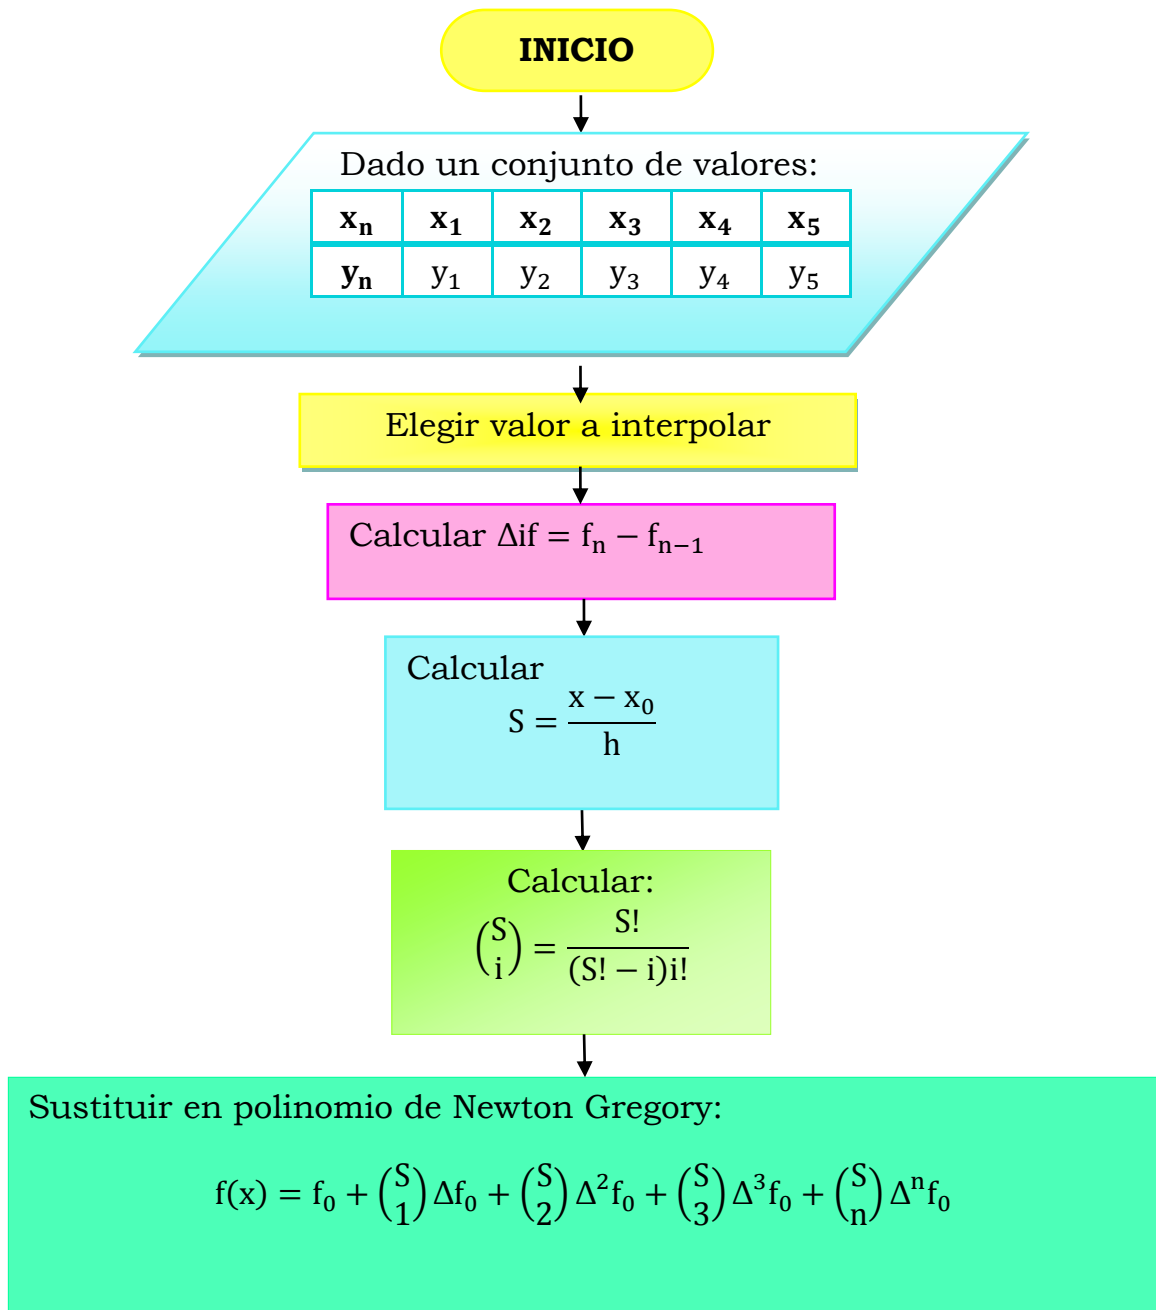 INICIO
Dado un conjunto de valores:
xₙ x₁ x₂ x₃ x₄ x₅
yₙ y₁ y₂ y₃ y₄ y₅
Elegir valor a interpolar
Calcular Δif = fₙ − fₙ₋₁
Calcular
S = (x − x₀)/h
Calcular:
(S i) = S!/((S! − i)i!)
Sustituir en polinomio de Newton Gregory:
f(x) = f₀ + (S 1) Δf₀ + (S 2) Δ²f₀ + (S 3) Δ³f₀ + (S n) Δⁿf₀